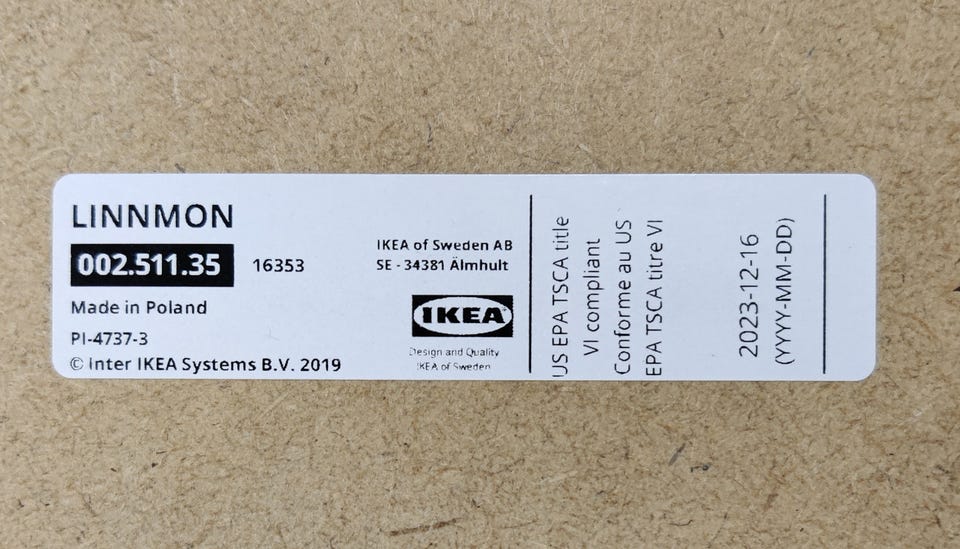 LINNMON
002.511.35 16353
Made in Poland
PI-4737-3
© Inter IKEA Systems B.V. 2019
IKEA of Sweden AB
SE - 34381 Älmhult
IKEA
Design and Quality
IKEA of Sweden
US EPA TSCA title
VI compliant
Conforme au US
EPA TSCA titre VI
2023-12-16
(YYYY-MM-DD)